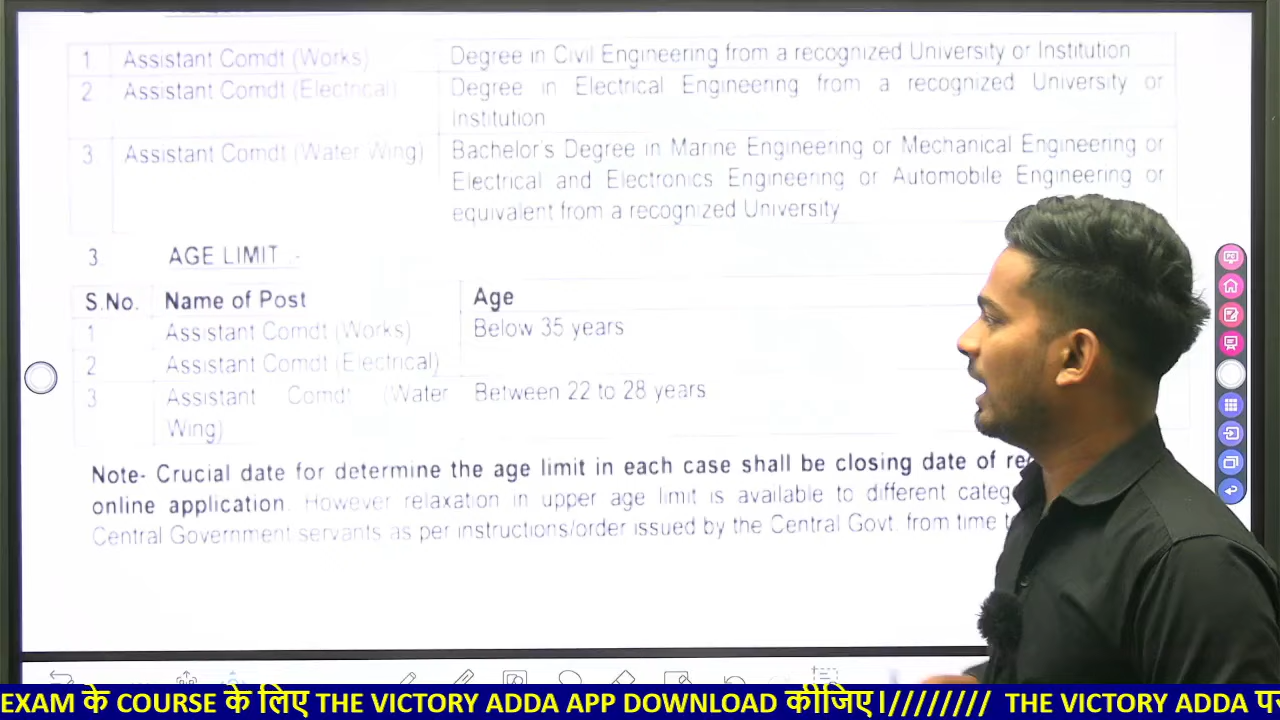 1 Assistant Comdt (Works) Degree in Civil Engineering from a recognized University or Institution
2 Assistant Comdt (Electrical) Degree in Electrical Engineering from a recognized University or
Institution
3. Assistant Comdt (Water Wing) Bachelor's Degree in Marine Engineering or Mechanical Engineering or
Electrical and Electronics Engineering or Automobile Engineering or
equivalent from a recognized University
3 AGE LIMIT :-
S.No. Name of Post Age
1 Assistant Comdt (Works) Below 35 years
2 Assistant Comdt (Electrical)
3 Assistant Comdt (Water Between 22 to 28 years
Wing)
Note- Crucial date for determine the age limit in each case shall be closing date of
online application. However relaxation in upper age limit is available to different
Central Government servants as per instructions/order issued by the Central Govt. from time
EXAM के COURSE के लिए THE VICTORY ADDA APP DOWNLOAD कीजिए।//////// THE VICTORY ADDA प